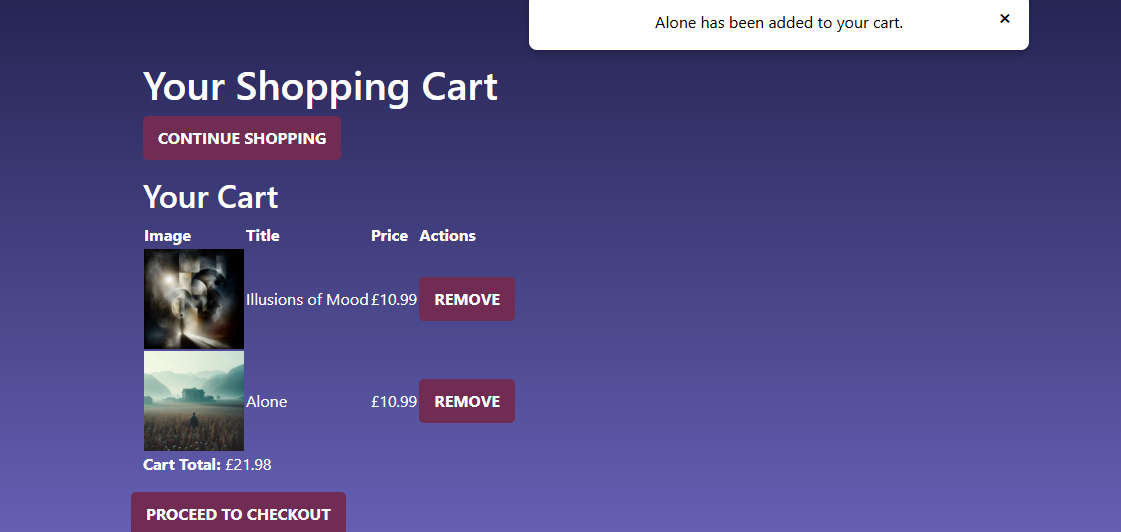 Alone has been added to your cart. ×
Your Shopping Cart
CONTINUE SHOPPING
Your Cart
Image Title Price Actions
Illusions of Mood £10.99 REMOVE
Alone £10.99 REMOVE
Cart Total: £21.98
PROCEED TO CHECKOUT